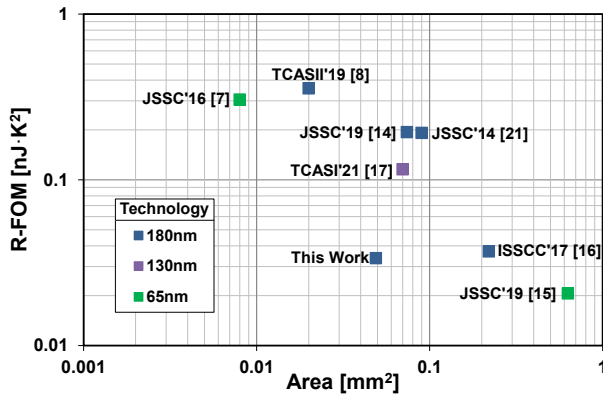 1
TCASII'19 [8]
JSSC'16 [7]
JSSC'19 [14]
JSSC'14 [21]
TCASI'21 [17]
0.1
R-FOM [nJ·K²]
Technology
180nm
130nm
65nm
This Work
ISSCC'17 [16]
JSSC'19 [15]
0.01
0.001
0.01
0.1
1
Area [mm²]